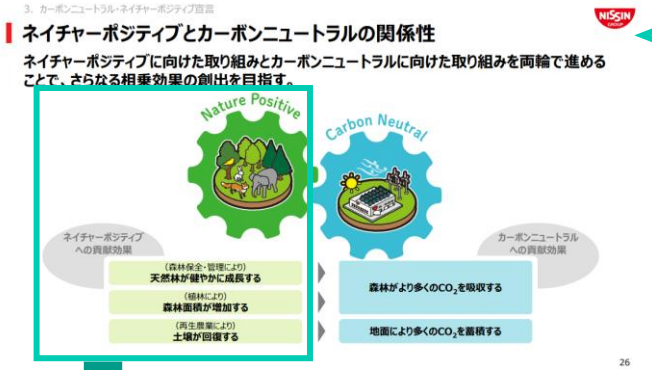 3. カーボンニュートラル・ネイチャーポジティブ宣言
NISSIN
GROUP
ネイチャーポジティブとカーボンニュートラルの関係性
ネイチャーポジティブに向けた取り組みとカーボンニュートラルに向けた取り組みを両輪で進める
ことで、さらなる相乗効果の創出を目指す。
Nature Positive
Carbon Neutral
ネイチャーポジティブ
への貢献効果
カーボンニュートラル
への貢献効果
(森林保全・管理により)
天然林が健やかに成長する
(植林により)
森林面積が増加する
(再生農業により)
土壌が回復する
森林がより多くのCO₂を吸収する
地面により多くのCO₂を蓄積する
26